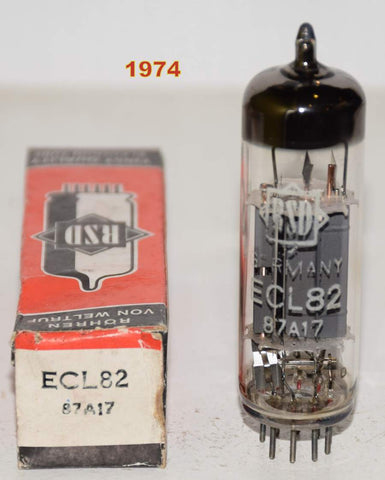 1974
RSD
RÖHREN
VON WELTRUF
ECL82
87A17
RSD
GERMANY
ECL82
87A17